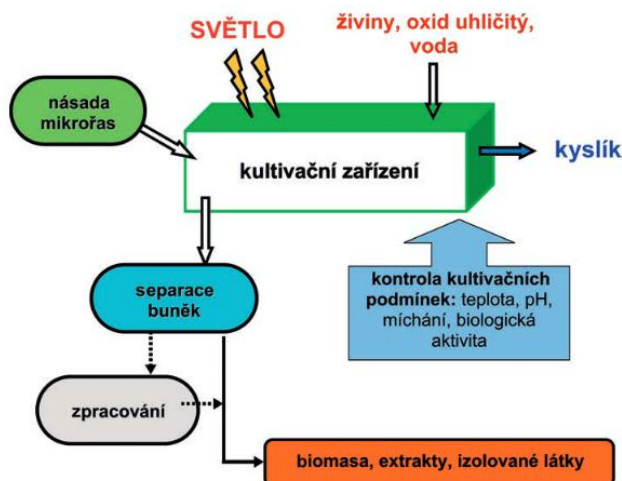 SVĚTLO
živiny, oxid uhličitý,
voda
násada
mikrořas
kultivační zařízení
kyslík
separace
buněk
kontrola kultivačních
podmínek: teplota, pH,
míchání, biologická
aktivita
zpracování
biomasa, extrakty, izolované látky